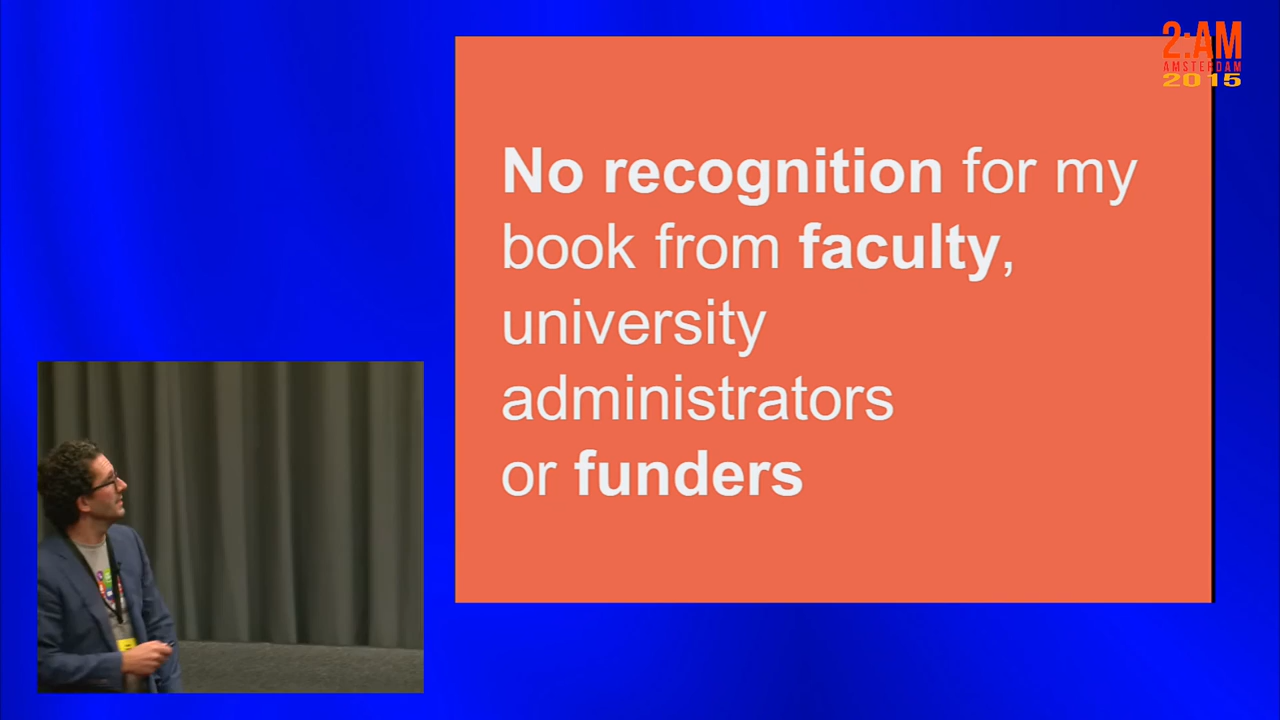 2:AM
AMSTERDAM
2015
No recognition for my
book from faculty,
university
administrators
or funders